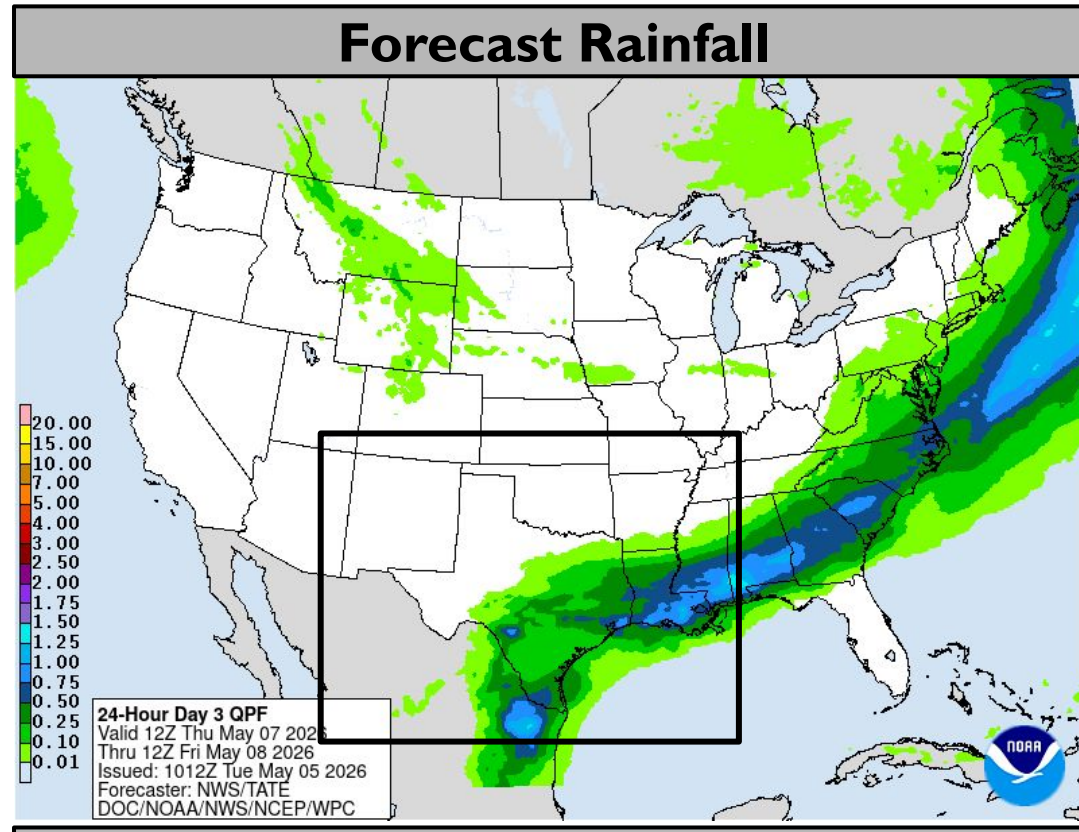 Forecast Rainfall
20.00
15.00
10.00
7.00
5.00
4.00
3.00
2.50
2.00
1.75
1.50
1.25
1.00
0.75
0.50
0.25
0.10
0.01
24-Hour Day 3 QPF
Valid 12Z Thu May 07 2026
Thru 12Z Fri May 08 2026
Issued: 1012Z Tue May 05 2026
Forecaster: NWS/TATE
DOC/NOAA/NWS/NCEP/WPC
NOAA